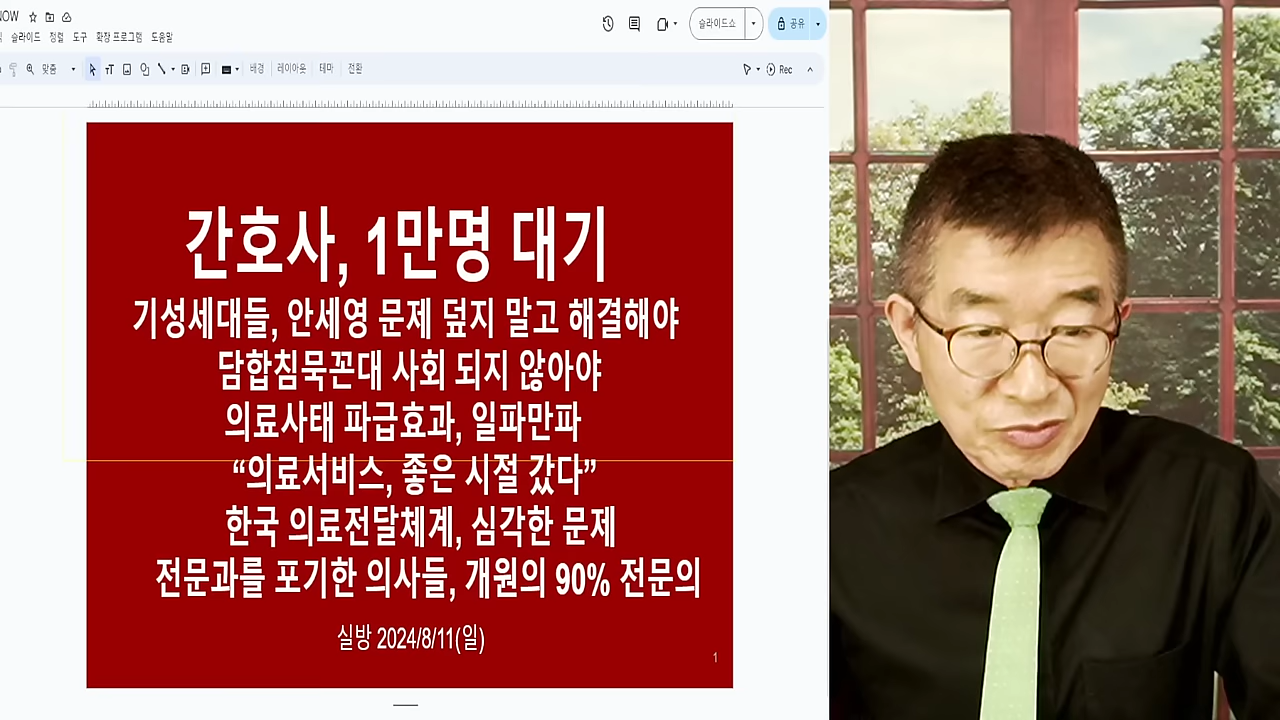 NOW
슬라이드 정렬 도구 확장 프로그램 도움말
슬라이드쇼
공유
맞춤
배경 레이아웃 테마 전환
Rec
간호사, 1만명 대기
기성세대들, 안세영 문제 덮지 말고 해결해야
담합침묵꼰대 사회 되지 않아야
의료사태 파급효과, 일파만파
“의료서비스, 좋은 시절 갔다”
한국 의료전달체계, 심각한 문제
전문과를 포기한 의사들, 개원의 90% 전문의
실방 2024/8/11(일)
1